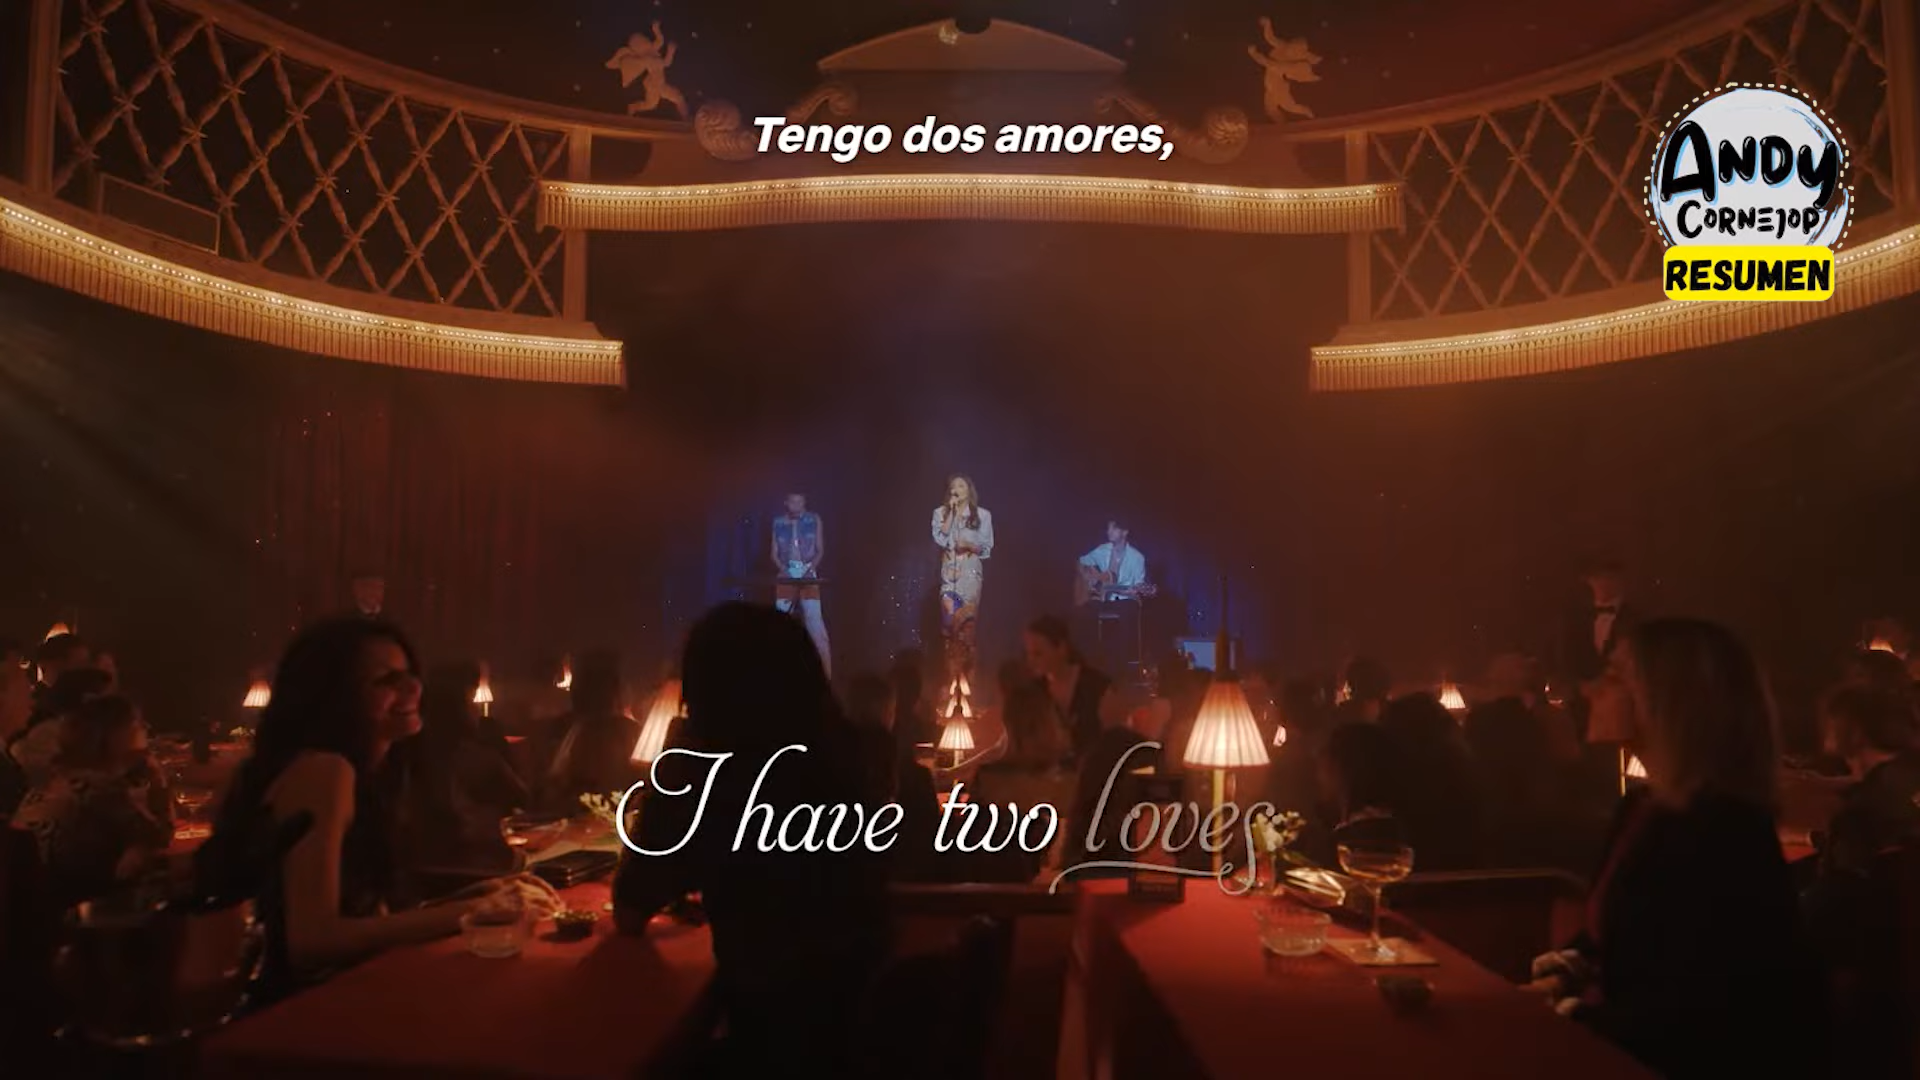 Tengo dos amores,
ANDY
CORNEJOP
RESUMEN
I have two loves